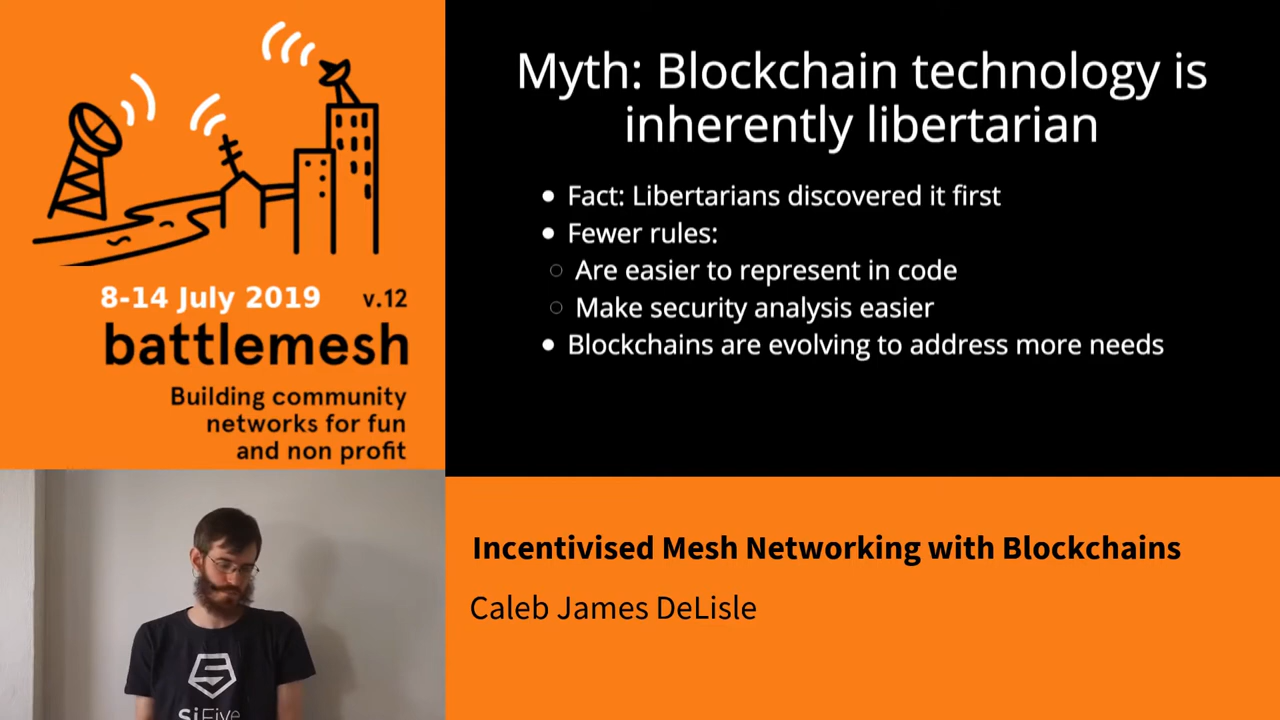 Myth: Blockchain technology is
inherently libertarian
Fact: Libertarians discovered it first
Fewer rules:
Are easier to represent in code
Make security analysis easier
Blockchains are evolving to address more needs
8-14 July 2019 v.12
battlemesh
Building community
networks for fun
and non profit
Incentivised Mesh Networking with Blockchains
Caleb James DeLisle
SiFive